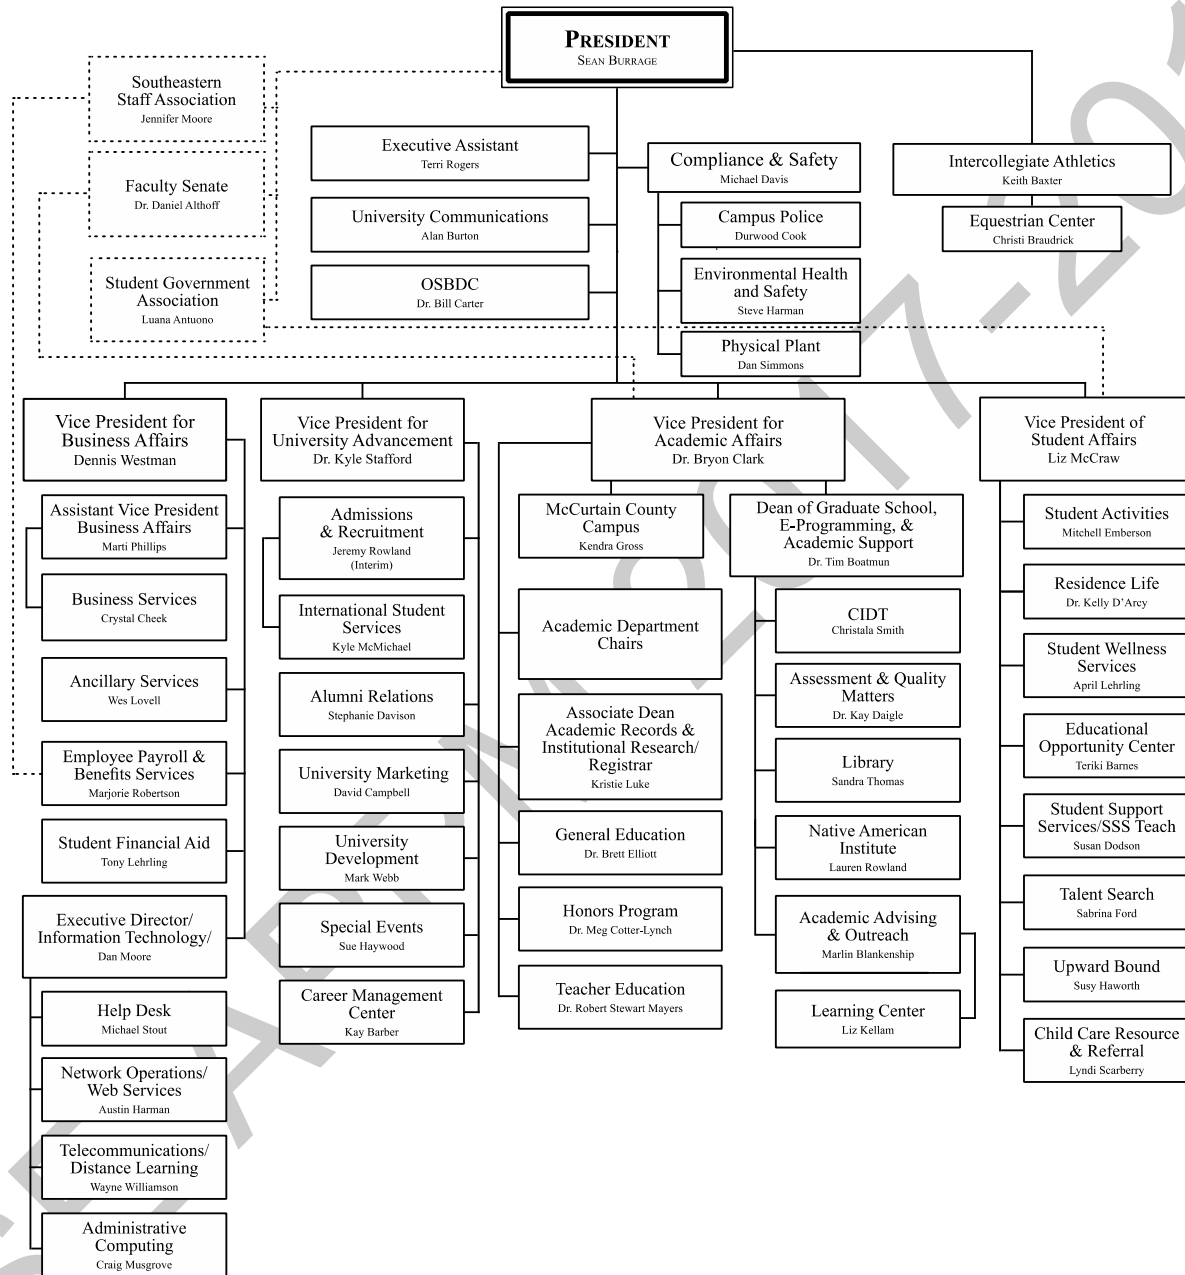 PRESIDENT
SEAN BURRAGE
Southeastern
Staff Association
Jennifer Moore
Faculty Senate
Dr. Daniel Althoff
Student Government
Association
Luana Antuono
Executive Assistant
Terri Rogers
University Communications
Alan Burton
OSBDC
Dr. Bill Carter
Compliance & Safety
Michael Davis
Campus Police
Durwood Cook
Environmental Health
and Safety
Steve Harman
Physical Plant
Dan Simmons
Intercollegiate Athletics
Keith Baxter
Equestrian Center
Christi Braudrick
Vice President for
Business Affairs
Dennis Westman
Assistant Vice President
Business Affairs
Marti Phillips
Business Services
Crystal Cheek
Ancillary Services
Wes Lovell
Employee Payroll &
Benefits Services
Marjorie Robertson
Student Financial Aid
Tony Lehrling
Executive Director/
Information Technology/
Dan Moore
Help Desk
Michael Stout
Network Operations/
Web Services
Austin Harman
Telecommunications/
Distance Learning
Wayne Williamson
Administrative
Computing
Craig Musgrove
Vice President for
University Advancement
Dr. Kyle Stafford
Admissions
& Recruitment
Jeremy Rowland
(Interim)
International Student
Services
Kyle McMichael
Alumni Relations
Stephanie Davison
University Marketing
David Campbell
University
Development
Mark Webb
Special Events
Sue Haywood
Career Management
Center
Kay Barber
Vice President for
Academic Affairs
Dr. Bryon Clark
McCurtain County
Campus
Kendra Gross
Academic Department
Chairs
Associate Dean
Academic Records &
Institutional Research/
Registrar
Kristie Luke
General Education
Dr. Brett Elliott
Honors Program
Dr. Meg Cotter-Lynch
Teacher Education
Dr. Robert Stewart Mayers
Dean of Graduate School,
E-Programming, &
Academic Support
Dr. Tim Boatmun
CIDT
Christala Smith
Assessment & Quality
Matters
Dr. Kay Daigle
Library
Sandra Thomas
Native American
Institute
Lauren Rowland
Academic Advising
& Outreach
Marlin Blankenship
Learning Center
Liz Kellam
Vice President of
Student Affairs
Liz McCraw
Student Activities
Mitchell Emberson
Residence Life
Dr. Kelly D'Arcy
Student Wellness
Services
April Lehrling
Educational
Opportunity Center
Teriki Barnes
Student Support
Services/SSS Teach
Susan Dodson
Talent Search
Sabrina Ford
Upward Bound
Susy Haworth
Child Care Resource
& Referral
Lyndi Scarberry